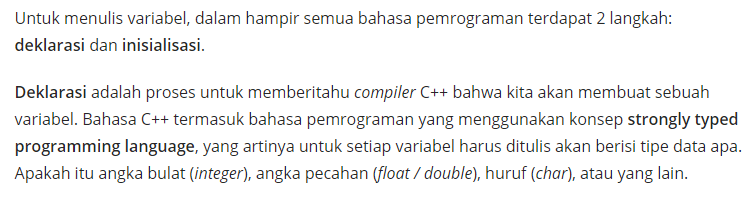 Untuk menulis variabel, dalam hampir semua bahasa pemrograman terdapat 2 langkah:
deklarasi dan inisialisasi.
Deklarasi adalah proses untuk memberitahu compiler C++ bahwa kita akan membuat sebuah
variabel. Bahasa C++ termasuk bahasa pemrograman yang menggunakan konsep strongly typed
programming language, yang artinya untuk setiap variabel harus ditulis akan berisi tipe data apa.
Apakah itu angka bulat (integer), angka pecahan (float / double), huruf (char), atau yang lain.